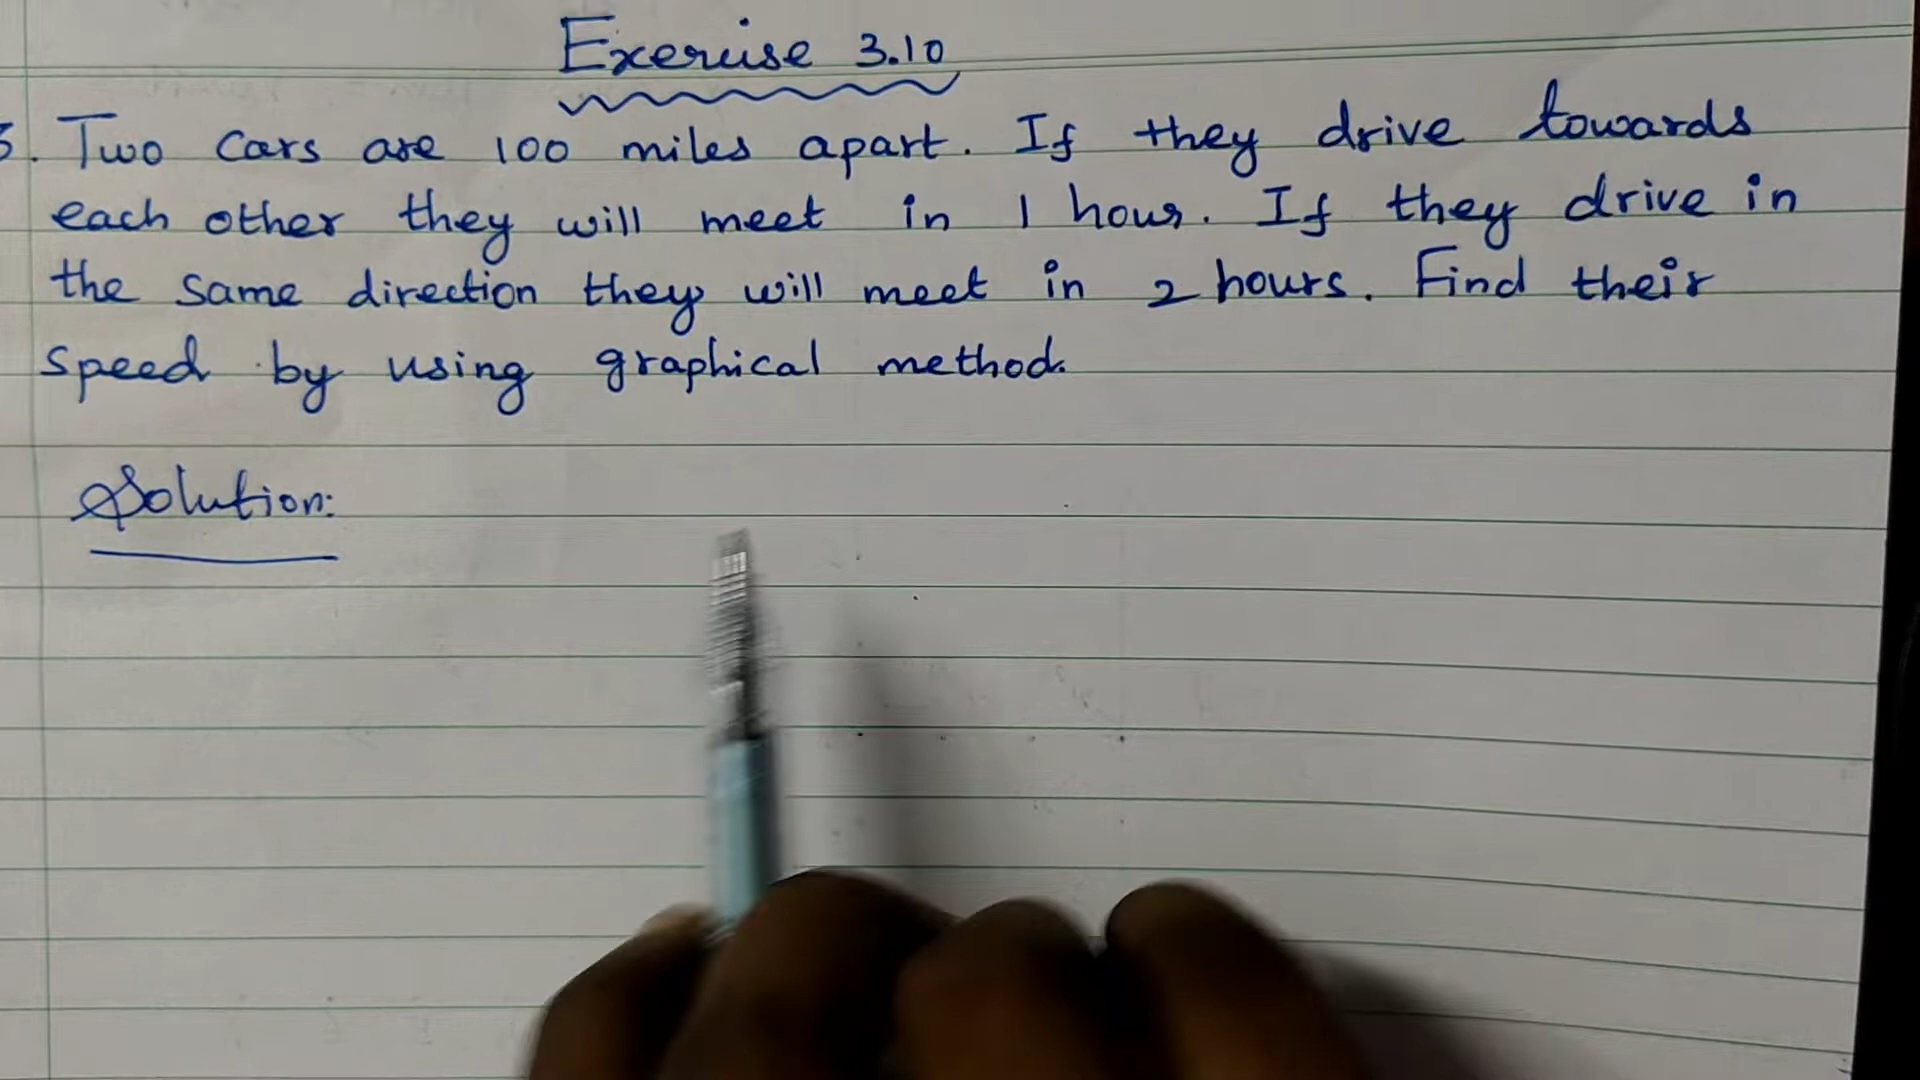 Exercise 3.10
3. Two cars are 100 miles apart. If they drive towards
each other they will meet in 1 hour. If they drive in
the same direction they will meet in 2 hours. Find their
speed by using graphical method.
Solution: